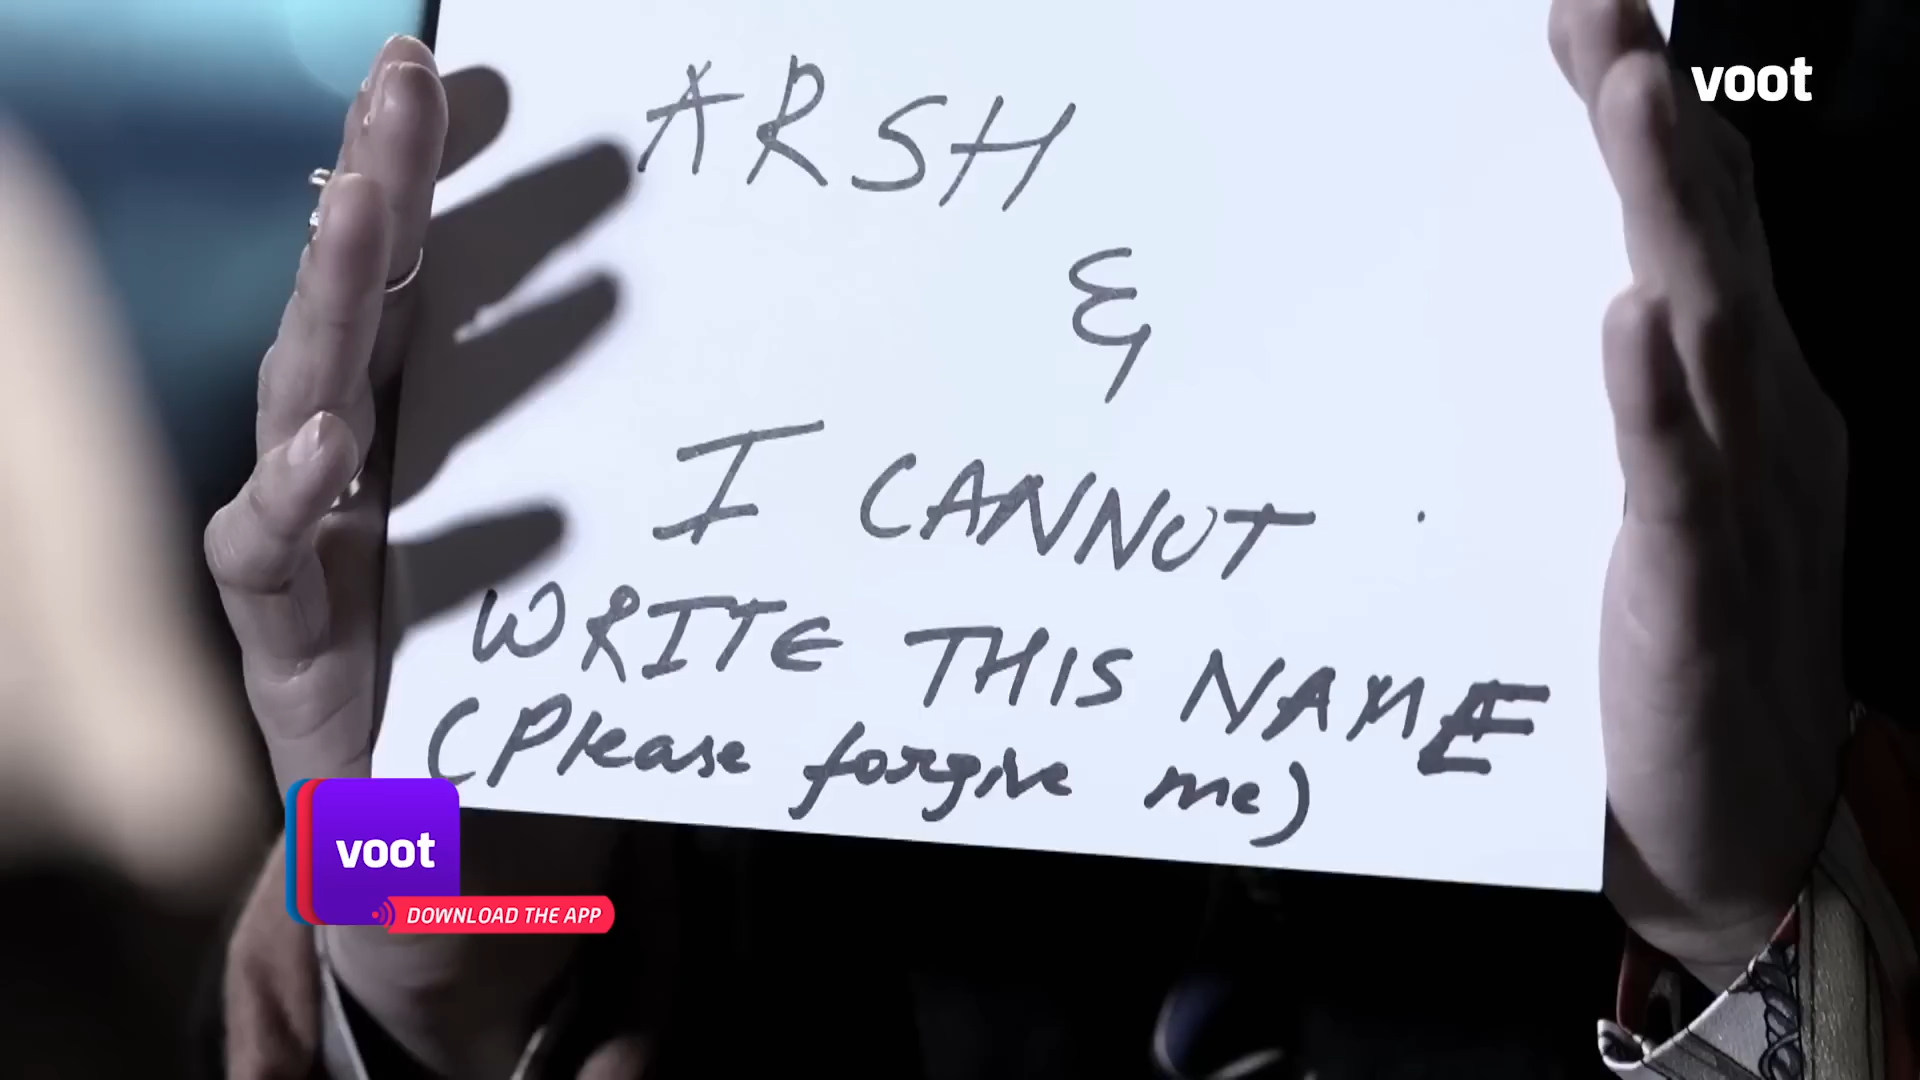 voot
ARSH
&
I CANNOT
WRITE THIS NAME
(Please forgive me)
voot
DOWNLOAD THE APP